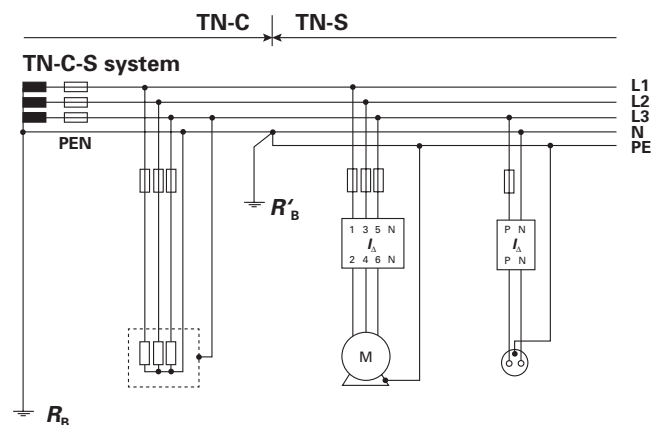 TN-C TN-S
TN-C-S system
L1
L2
L3
N
PE
PEN
R'B
1 3 5 N
IΔ
2 4 6 N
P N
IΔ
P N
M
RB